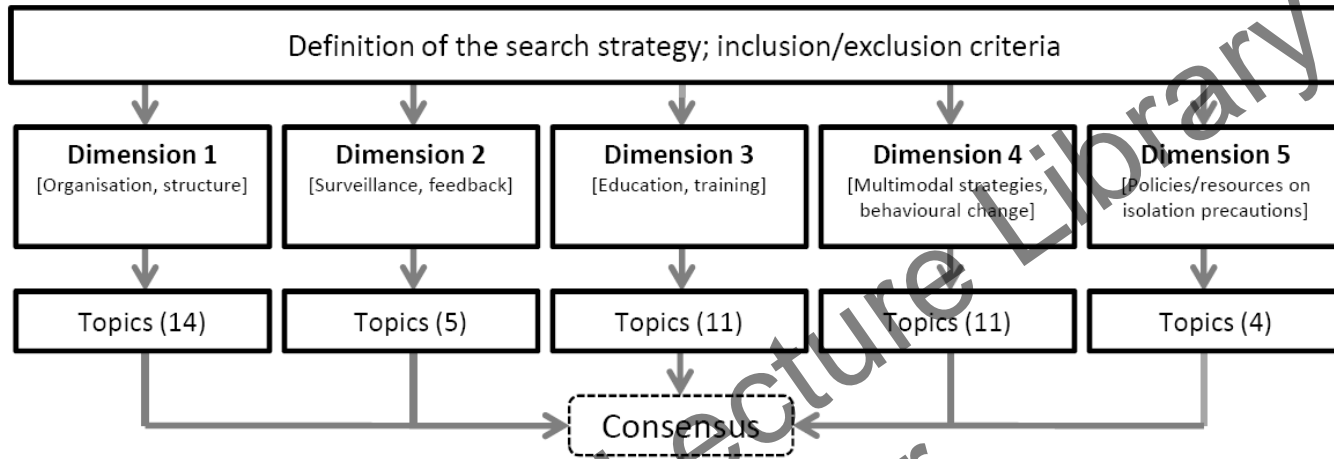 Definition of the search strategy; inclusion/exclusion criteria
Dimension 1
[Organisation, structure]
Dimension 2
[Surveillance, feedback]
Dimension 3
[Education, training]
Dimension 4
[Multimodal strategies,
behavioural change]
Dimension 5
[Policies/resources on
isolation precautions]
Topics (14)
Topics (5)
Topics (11)
Topics (11)
Topics (4)
Consensus
Lecture Library